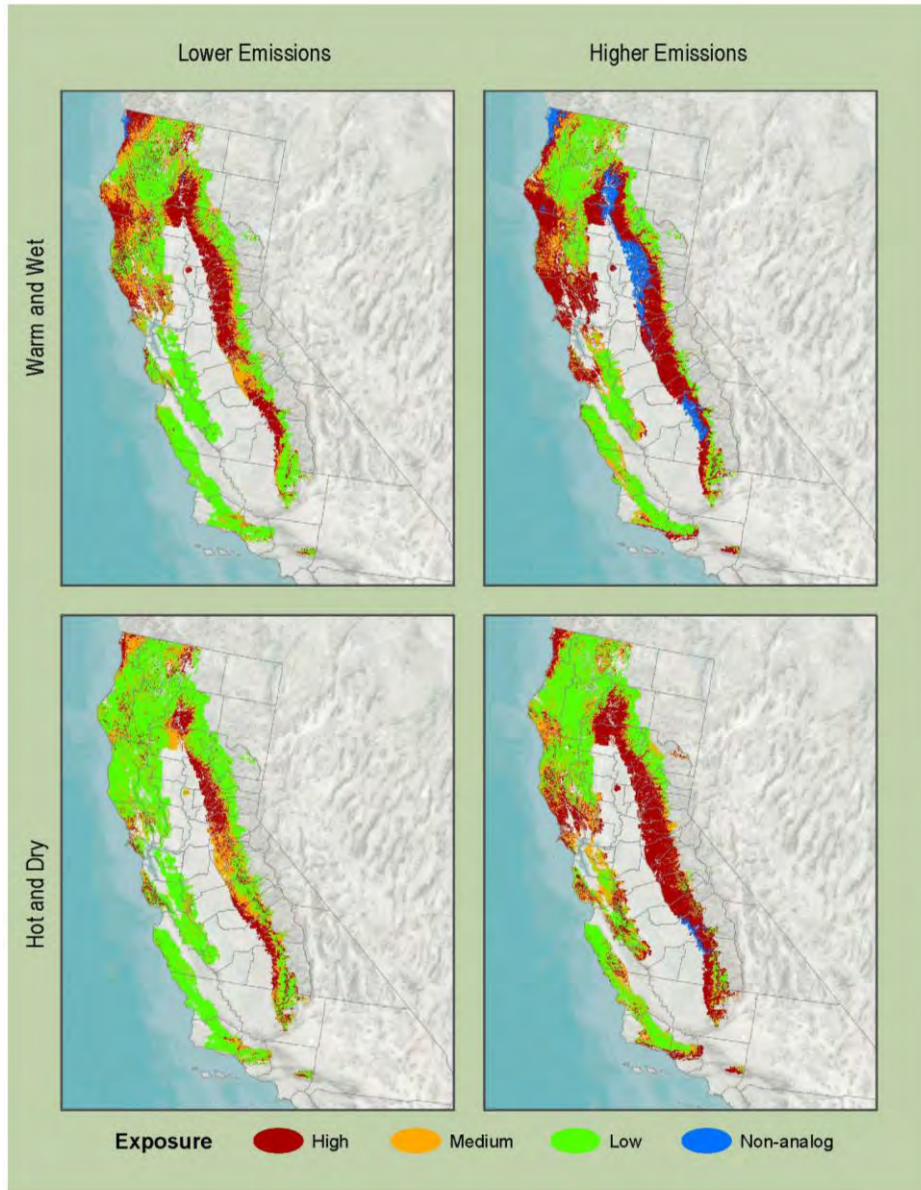 Lower Emissions
Higher Emissions
Warm and Wet
Hot and Dry
Exposure High Medium Low Non-analog